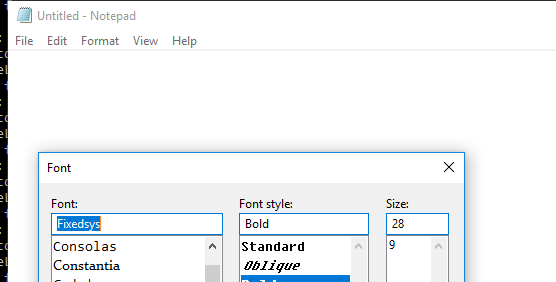 Untitled - Notepad
File Edit Format View Help
Font
Font: Font style: Size:
Fixedsys Bold 28
Consolas Standard 9
Constantia Oblique